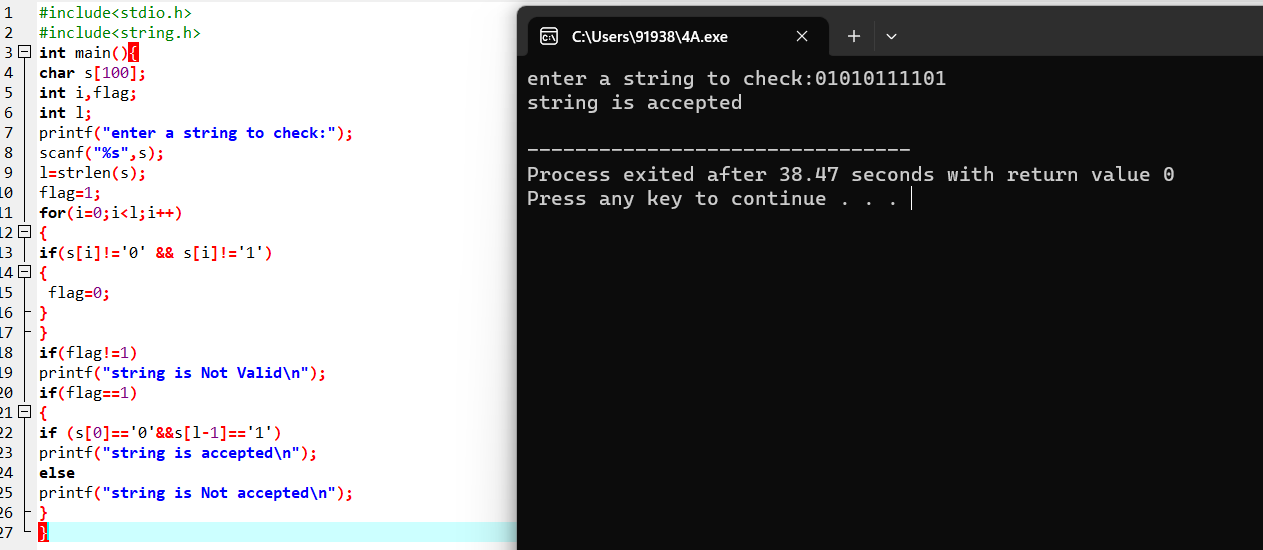 1 #include<stdio.h>
2 #include<string.h>
3 int main(){
4 char s[100];
5 int i,flag;
6 int l;
7 printf("enter a string to check:");
8 scanf("%s",s);
9 l=strlen(s);
10 flag=1;
11 for(i=0;i<l;i++)
12 {
13 if(s[i]!='0' && s[i]!='1')
14 {
15 flag=0;
16 }
17 }
18 if(flag!=1)
19 printf("string is Not Valid\n");
20 if(flag==1)
21 {
22 if (s[0]=='0'&&s[l-1]=='1')
23 printf("string is accepted\n");
24 else
25 printf("string is Not accepted\n");
26 }
27 }
C:\Users\91938\4A.exe
enter a string to check:01010111101
string is accepted
--------------------------------
Process exited after 38.47 seconds with return value 0
Press any key to continue . . .